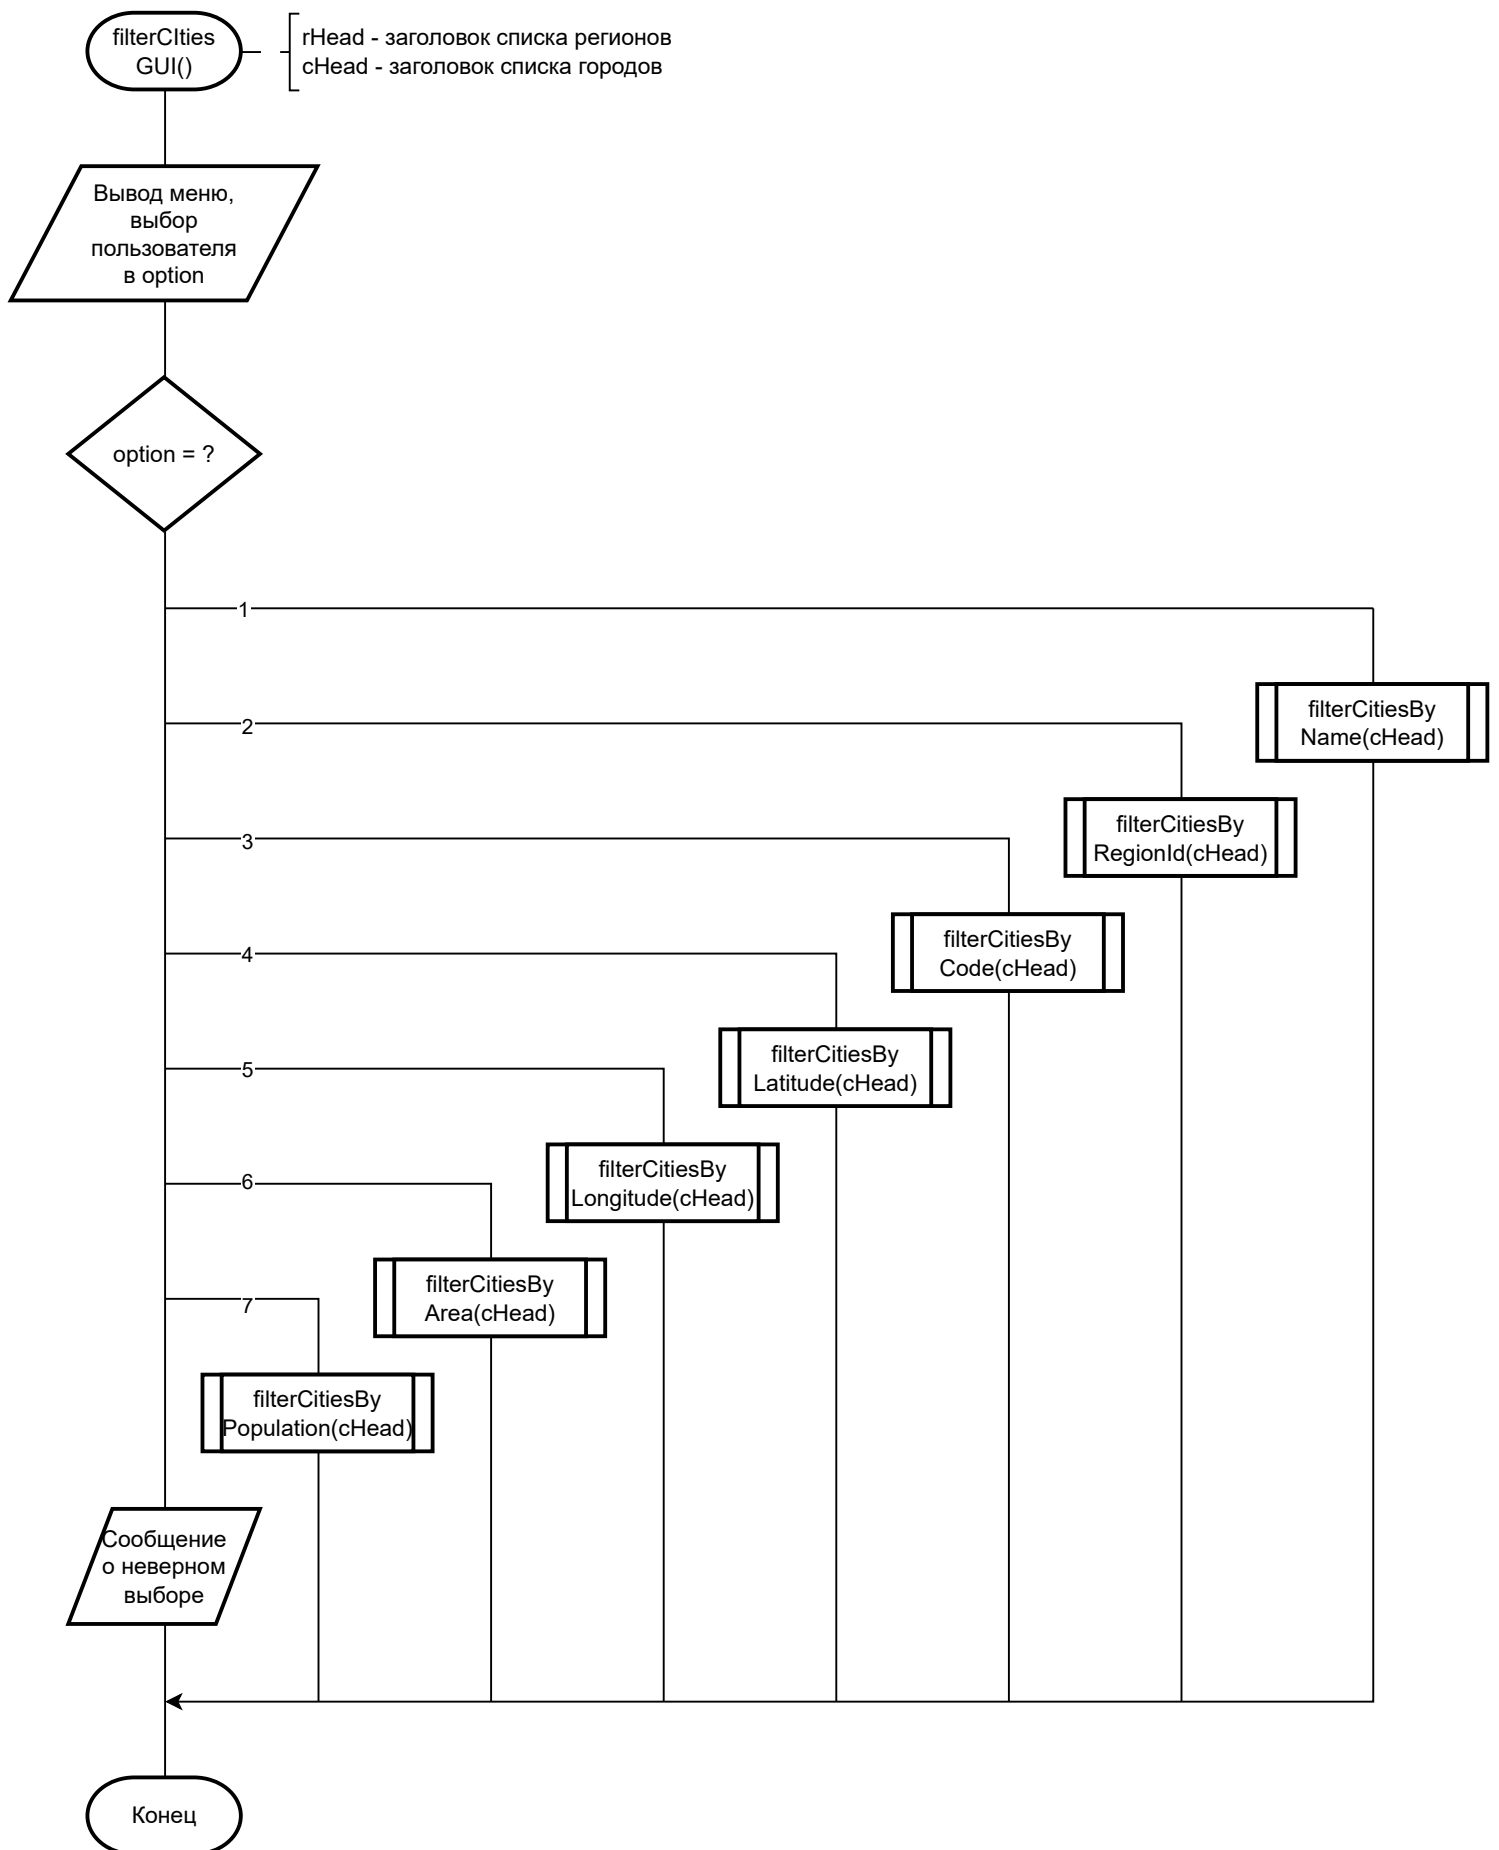 filterCIties
GUI()
rHead - заголовок списка регионов
cHead - заголовок списка городов
Вывод меню,
выбор
пользователя
в option
option = ?
1
filterCitiesBy
Name(cHead)
2
filterCitiesBy
RegionId(cHead)
3
filterCitiesBy
Code(cHead)
4
filterCitiesBy
Latitude(cHead)
5
filterCitiesBy
Longitude(cHead)
6
filterCitiesBy
Area(cHead)
7
filterCitiesBy
Population(cHead)
Сообщение
о неверном
выборе
Конец